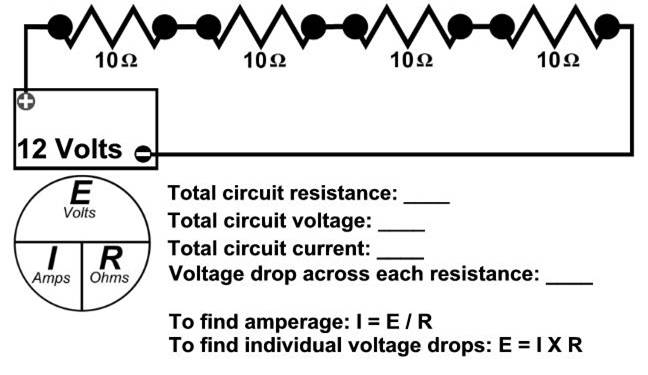 10Ω 10Ω 10Ω 10Ω
+
12 Volts −
E
Volts
I R
Amps Ohms
Total circuit resistance: ____
Total circuit voltage: ____
Total circuit current: ____
Voltage drop across each resistance: ____
To find amperage: I = E / R
To find individual voltage drops: E = I X R